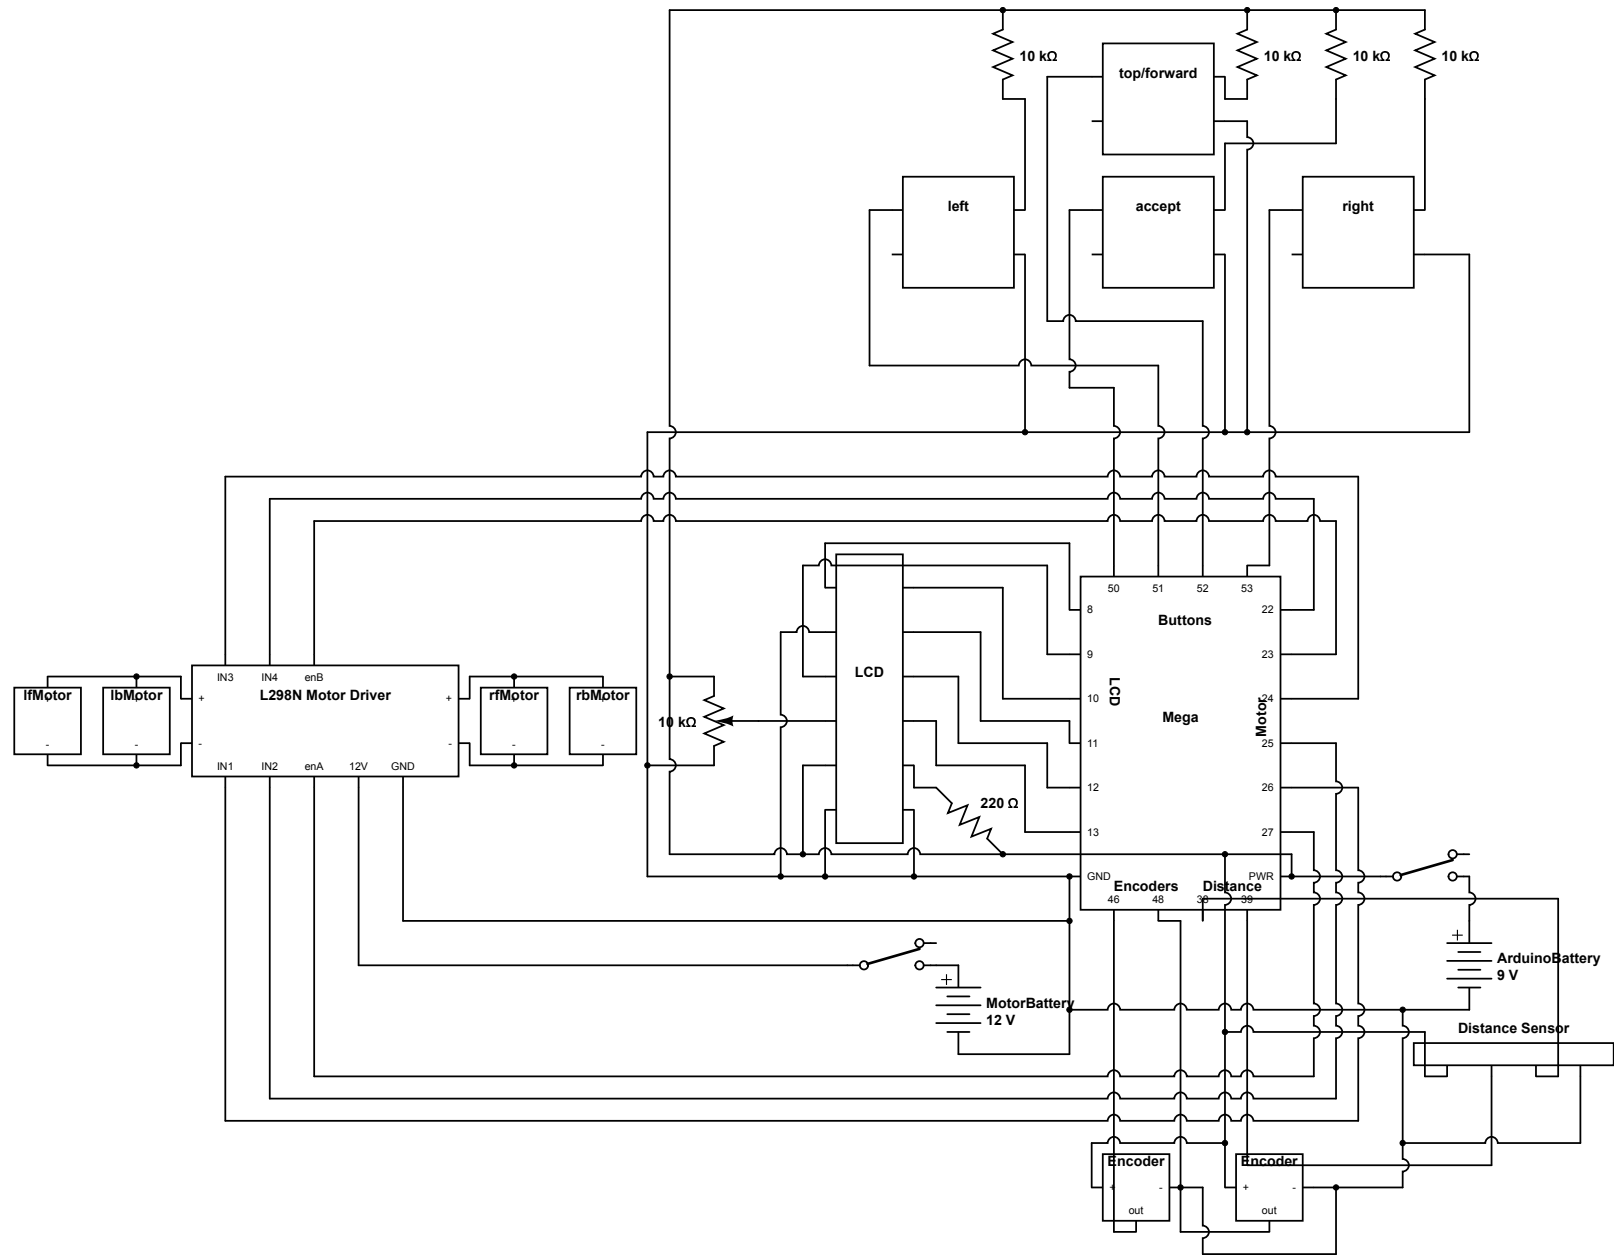 10 kΩ
10 kΩ
10 kΩ
10 kΩ
top/forward
left
accept
right
50 51 52 53
Buttons
8
9
10
11
12
13
LCD
Mega
Motor
22
23
24
25
26
27
GND
PWR
Encoders
Distance
46 48 38 39
LCD
10 kΩ
220 Ω
IN3 IN4 enB
L298N Motor Driver
+
-
+
-
IN1 IN2 enA 12V GND
lfMotor
-
lbMotor
-
rfMotor
-
rbMotor
-
+
MotorBattery
12 V
+
ArduinoBattery
9 V
Distance Sensor
Encoder
+ -
out
Encoder
+ -
out